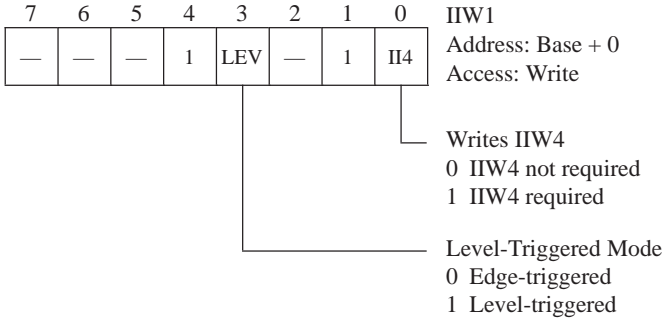 7 6 5 4 3 2 1 0 IIW1
— — — 1 LEV — 1 II4 Address: Base + 0
Access: Write
Writes IIW4
0 IIW4 not required
1 IIW4 required
Level-Triggered Mode
0 Edge-triggered
1 Level-triggered